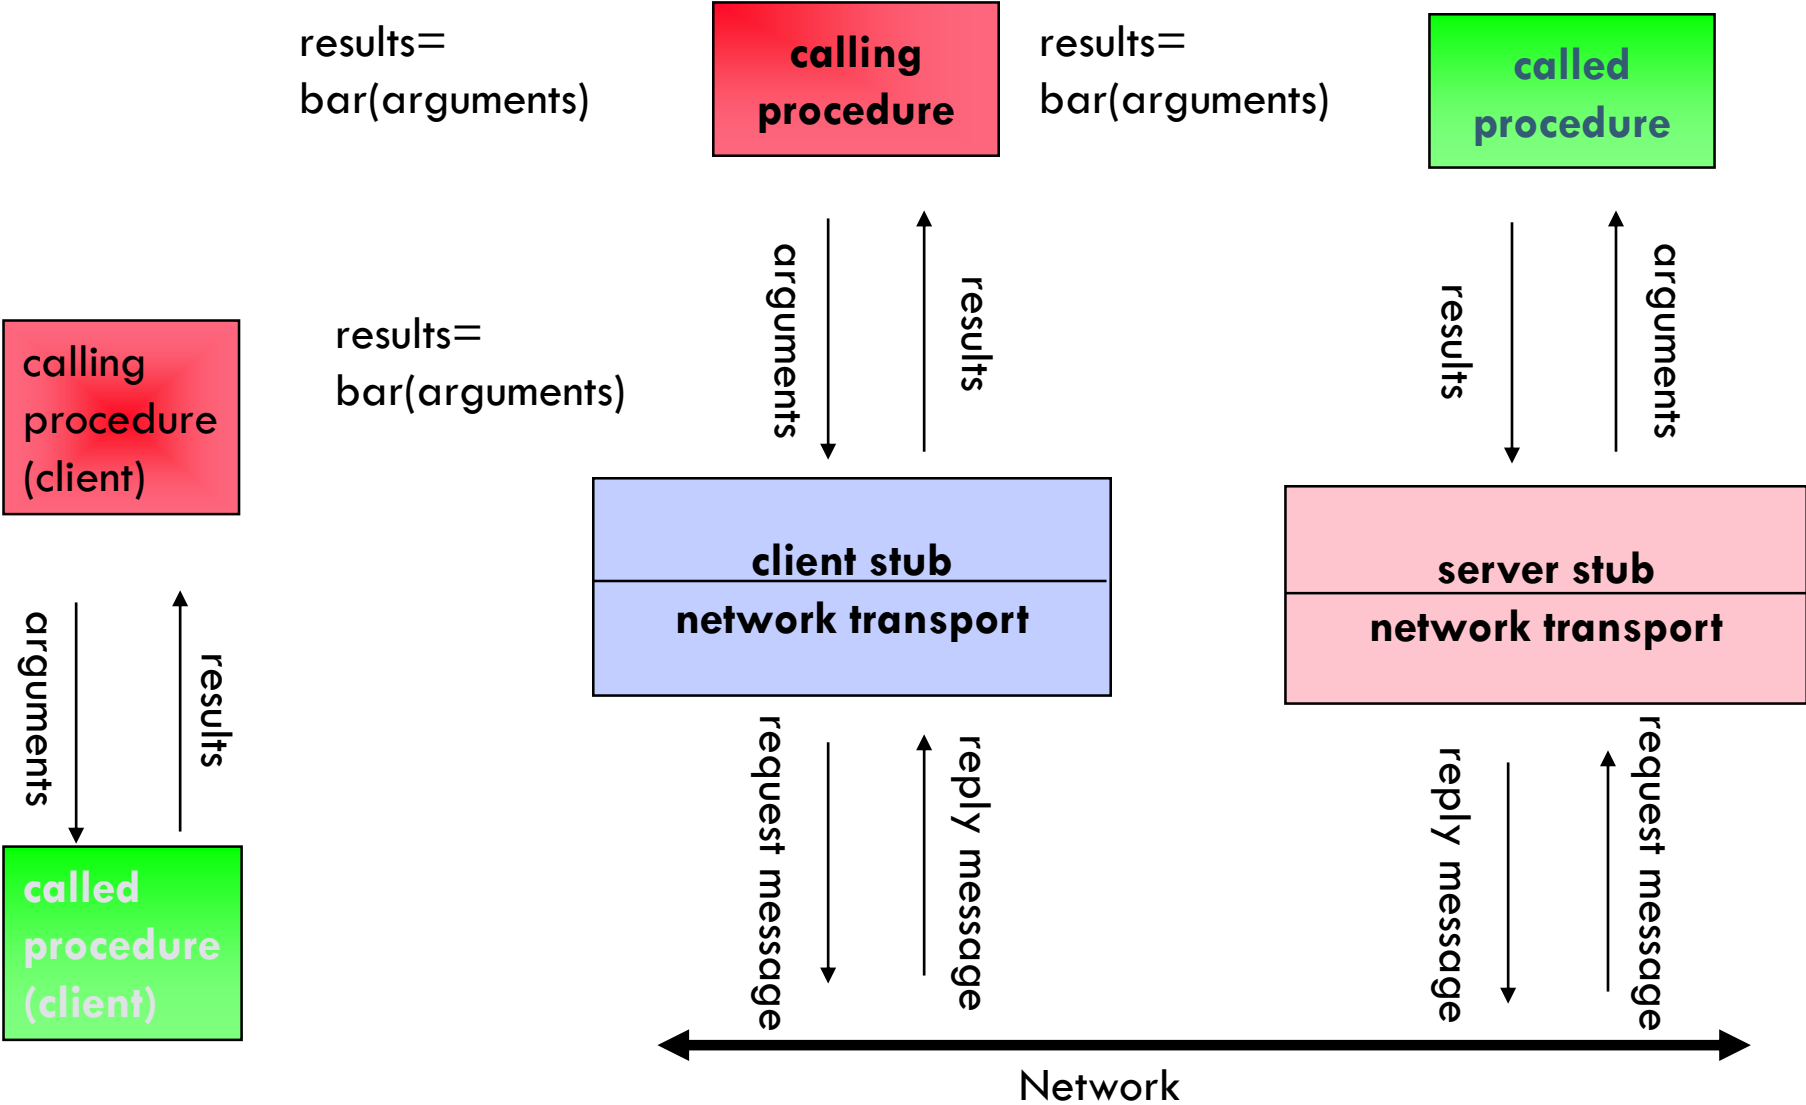 results=
bar(arguments)
calling
procedure
results=
bar(arguments)
called
procedure
arguments
results
results
arguments
calling
procedure
(client)
results=
bar(arguments)
client stub
network transport
server stub
network transport
arguments
results
request message
reply message
reply message
request message
called
procedure
(client)
Network